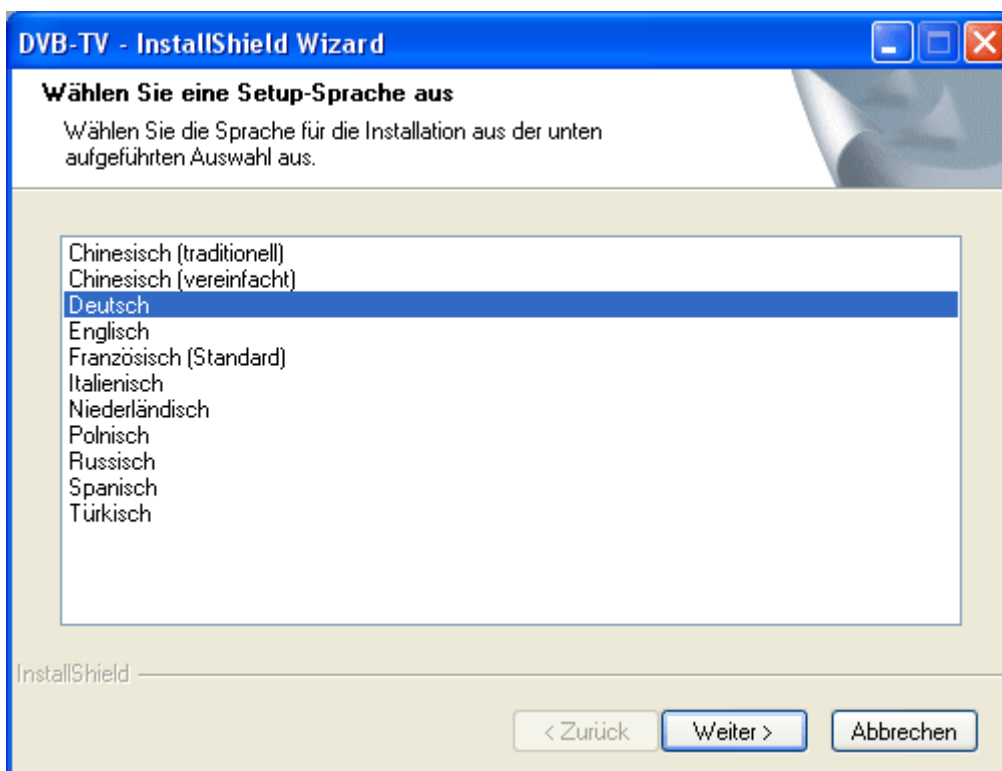 DVB-TV - InstallShield Wizard
Wählen Sie eine Setup-Sprache aus
Wählen Sie die Sprache für die Installation aus der unten
aufgeführten Auswahl aus.
Chinesisch (traditionell)
Chinesisch (vereinfacht)
Deutsch
Englisch
Französisch (Standard)
Italienisch
Niederländisch
Polnisch
Russisch
Spanisch
Türkisch
InstallShield
< Zurück Weiter > Abbrechen